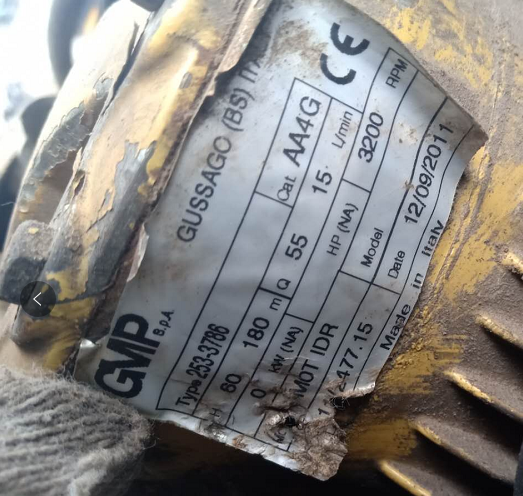 GMP S.p.A.
GUSSAGO (BS)
CE
Type 253-3786 Cat AA4G
H 60 180 m Q 55 15 L/min
0 kW (NA) HP (NA) 3200 RPM
MOT IDR Model
477.15 Date 12/09/2011
Made in Italy